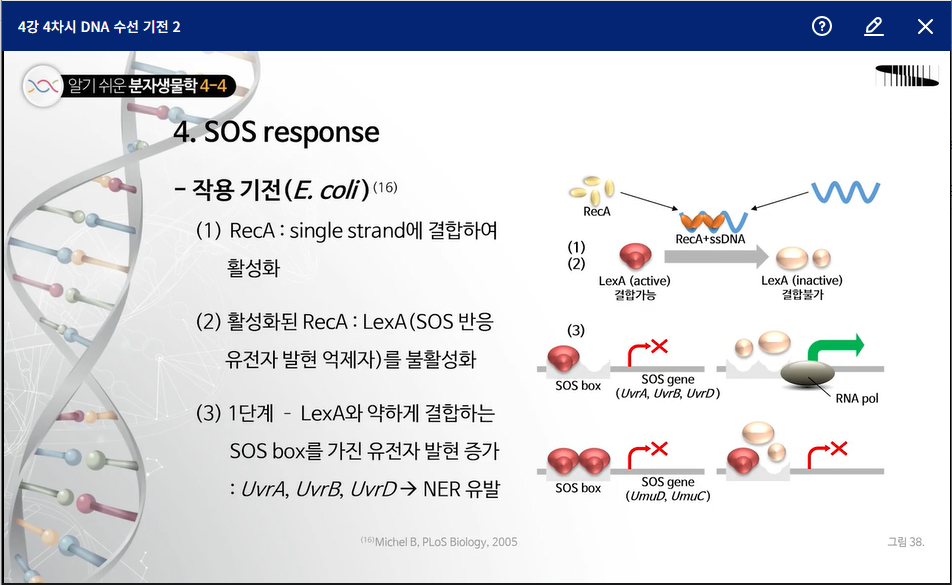 4강 4차시 DNA 수선 기전 2
알기 쉬운 분자생물학 4-4
4. SOS response
- 작용 기전(E. coli)(16)
(1) RecA : single strand에 결합하여
활성화
(2) 활성화된 RecA : LexA(SOS 반응
유전자 발현 억제자)를 불활성화
(3) 1단계 - LexA와 약하게 결합하는
SOS box를 가진 유전자 발현 증가
: UvrA, UvrB, UvrD → NER 유발
RecA
RecA+ssDNA
(1)
(2)
LexA (active)
결합가능
LexA (inactive)
결합불가
(3)
SOS box
SOS gene
(UvrA, UvrB, UvrD)
RNA pol
SOS box
SOS gene
(UmuD, UmuC)
(16)Michel B, PLoS Biology, 2005
그림 38.